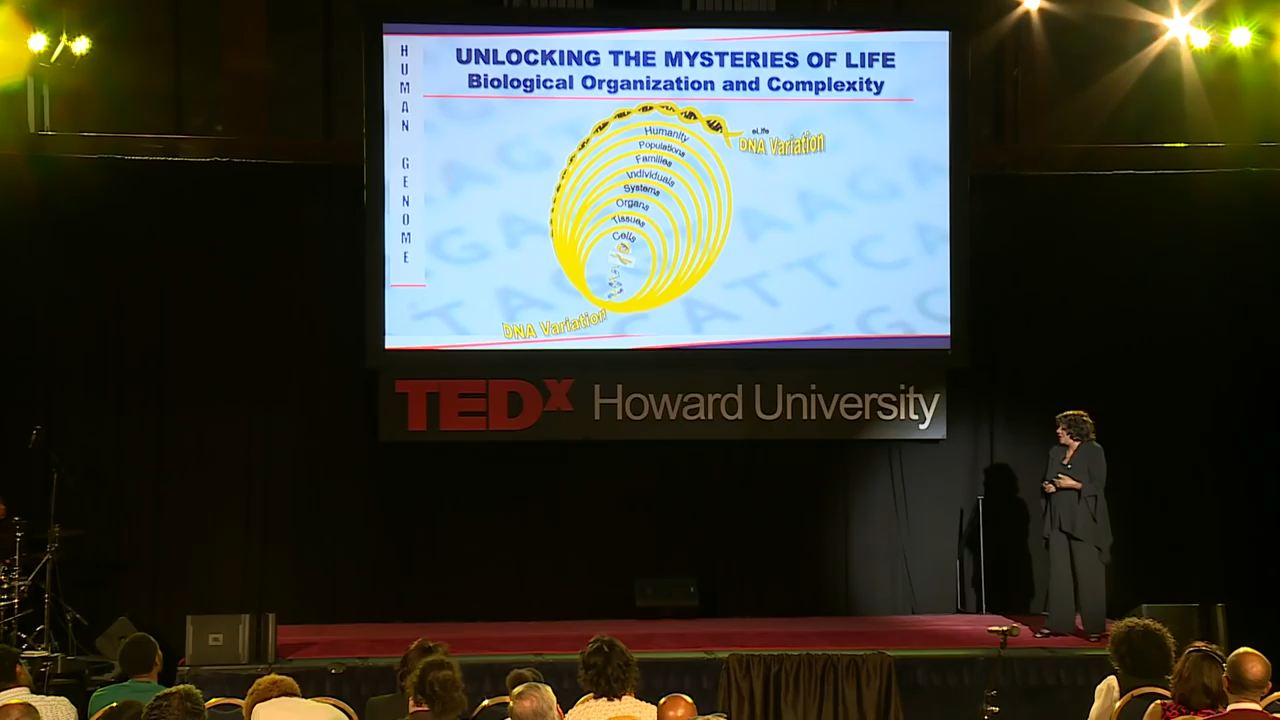 HUMAN GENOME
UNLOCKING THE MYSTERIES OF LIFE
Biological Organization and Complexity
eLife
DNA Variation
Humanity
Populations
Families
Individuals
Systems
Organs
Tissues
Cells
DNA Variation
TEDx Howard University